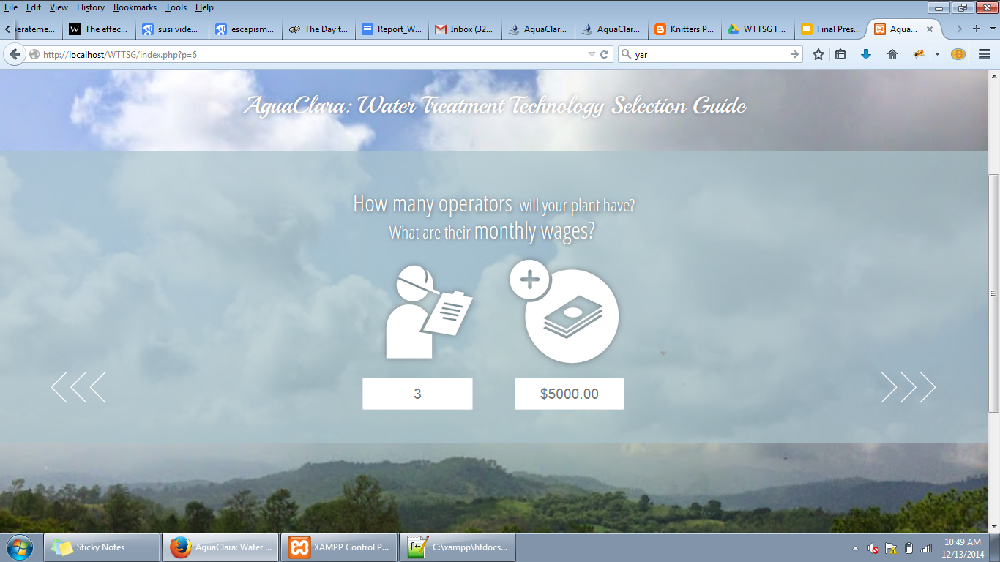 File Edit View History Bookmarks Tools Help
perateme... The effec... susi vide... escapism... The Day t... Report_W... Inbox (32... AguaClar... AguaClar... Knitters P... WTTSG F... Final Pres... Agua...
http://localhost/WTTSG/index.php?p=6 yar
AguaClara: Water Treatment Technology Selection Guide
How many operators will your plant have?
What are their monthly wages?
3 $5000.00
Sticky Notes AguaClara: Water ... XAMPP Control P... C:\xampp\htdocs... 10:49 AM
12/13/2014